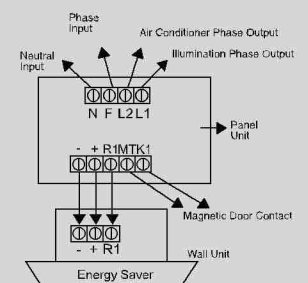 Phase
Input
Air Conditioner Phase Output
Neutral
Input
Illumination Phase Output
N F L2 L1
Panel
Unit
- + R1MTK1
Magnetic Door Contact
- + R1
Wall Unit
Energy Saver